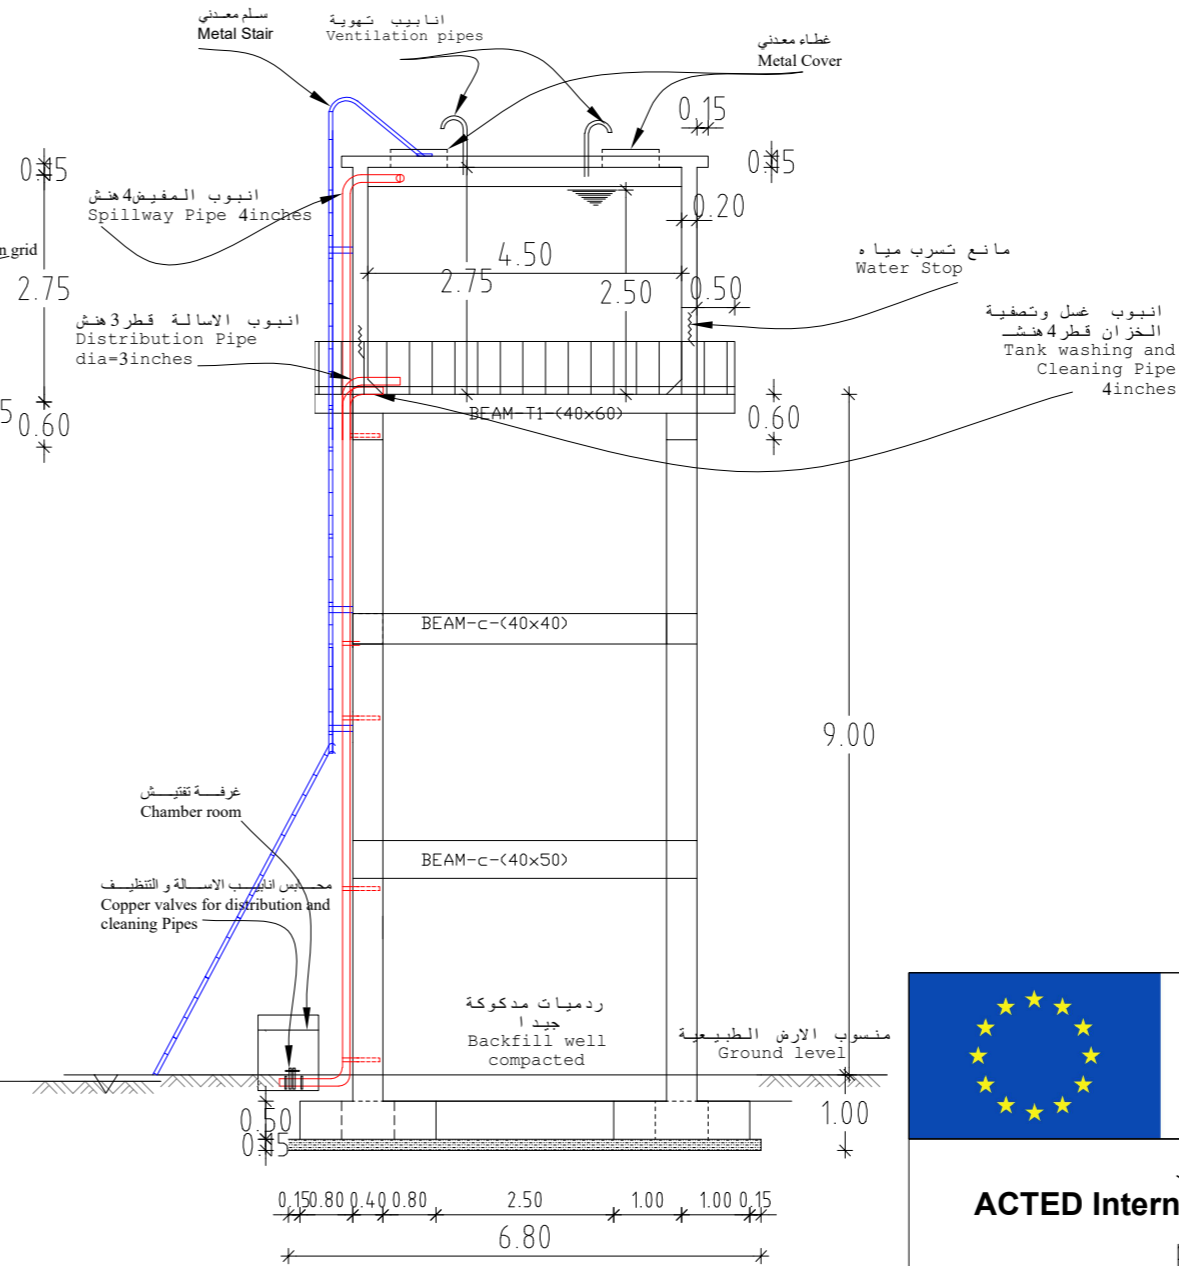 سلم معدني
Metal Stair
انابيب تهوية
Ventilation pipes
غطاء معدني
Metal Cover
0.15
0.15
0.15
انبوب المفيض4هنش
Spillway Pipe 4inches
0.20
n grid
مانع تسرب مياه
Water Stop
4.50
2.75
2.75
2.50
0.50
انبوب الاسالة قطر3هنش
Distribution Pipe
dia=3inches
انبوب غسل وتصفية
الخزان قطر4هنش
Tank washing and
Cleaning Pipe
4inches
5
0.60
BEAM-T1-(40x60)
0.60
BEAM-c-(40x40)
9.00
غرفة تفتيش
Chamber room
BEAM-c-(40x50)
محابس انابيب الاسالة و التنظيف
Copper valves for distribution and
cleaning Pipes
ردميات مدكوكة
جيدا
Backfill well
compacted
منسوب الارض الطبيعية
Ground level
0.50
0.15
1.00
0.15 0.80 0.40 0.80 2.50 1.00 1.00 0.15
6.80
ACTED Intern